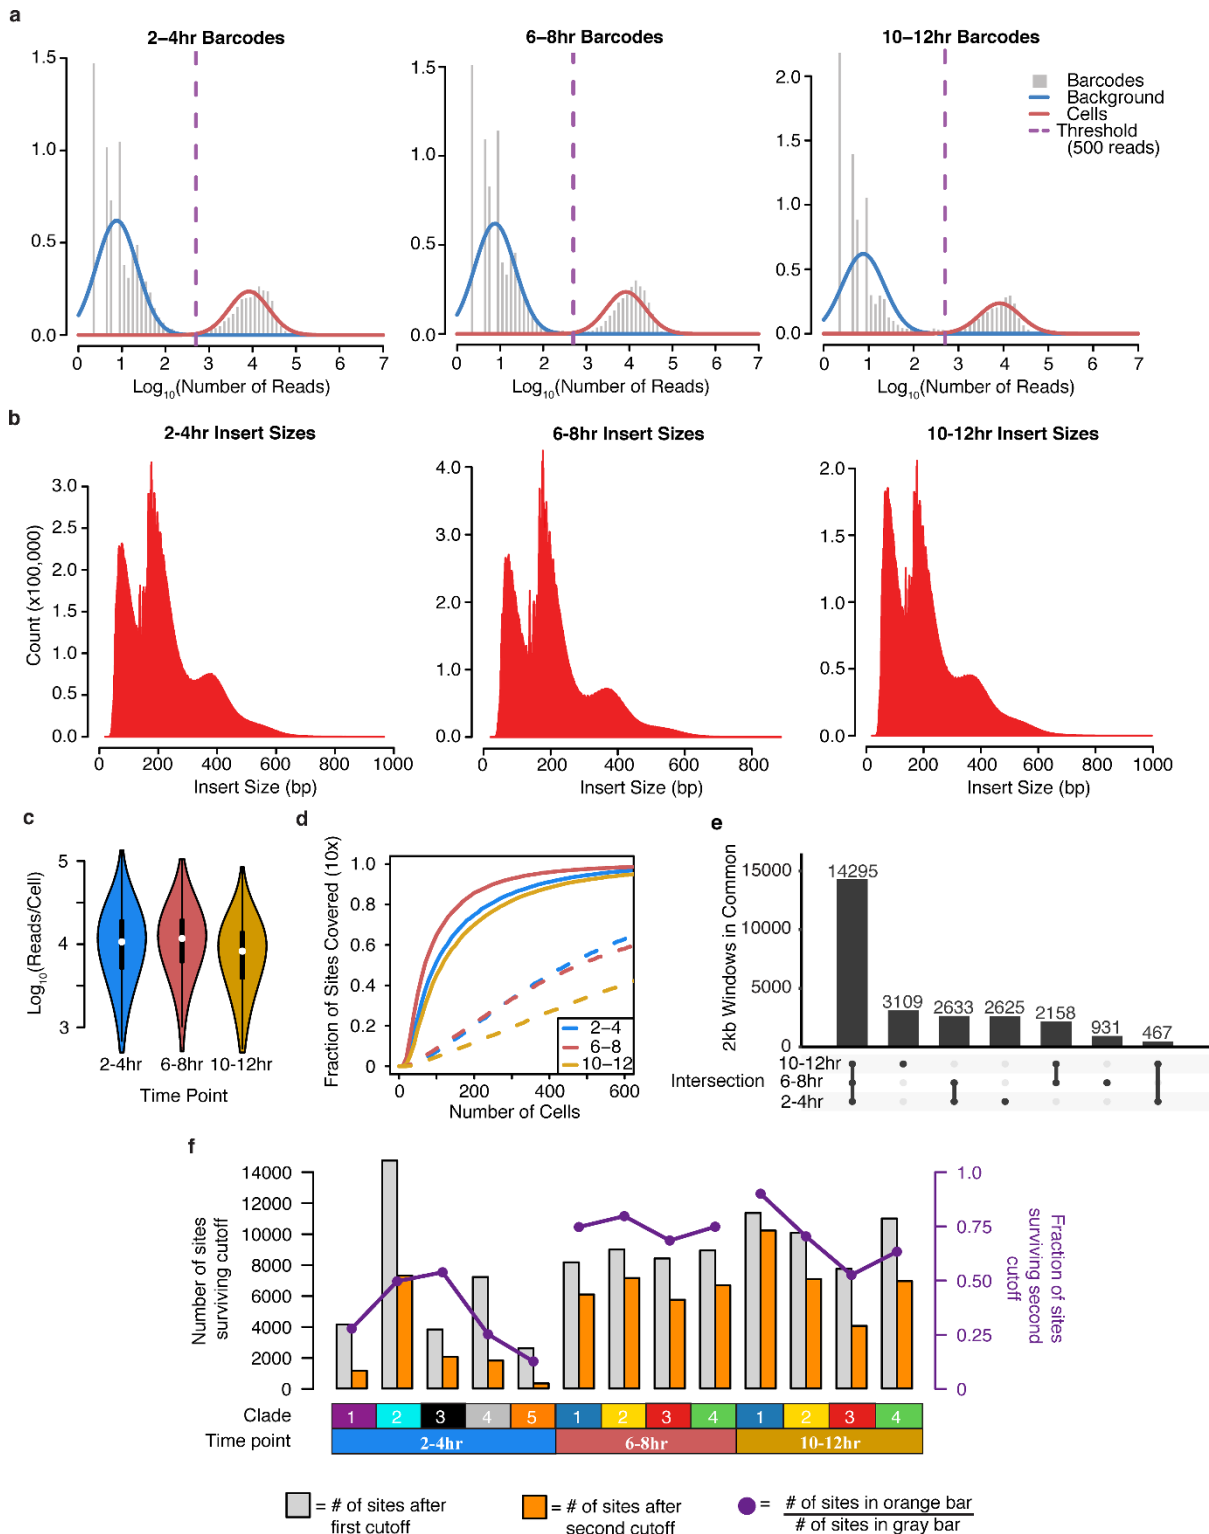 a
2–4hr Barcodes
6–8hr Barcodes
10–12hr Barcodes
1.5
1.0
0.5
0.0
0 1 2 3 4 5 6 7
Log10(Number of Reads)
1.5
1.0
0.5
0.0
0 1 2 3 4 5 6 7
Log10(Number of Reads)
2.0
1.5
1.0
0.5
0.0
0 1 2 3 4 5 6 7
Log10(Number of Reads)
Barcodes
Background
Cells
Threshold
(500 reads)
b
2-4hr Insert Sizes
6-8hr Insert Sizes
10-12hr Insert Sizes
Count (x100,000)
3.0
2.5
2.0
1.5
1.0
0.5
0.0
0 200 400 600 800 1000
Insert Size (bp)
4.0
3.0
2.0
1.0
0.0
0 200 400 600 800
Insert Size (bp)
2.0
1.5
1.0
0.5
0.0
0 200 400 600 800 1000
Insert Size (bp)
c
Log10(Reads/Cell)
5
4
3
2-4hr 6-8hr 10-12hr
Time Point
d
Fraction of Sites Covered (10x)
1.0
0.8
0.6
0.4
0.2
0
2–4
6–8
10–12
0 200 400 600
Number of Cells
e
2kb Windows in Common
15000
10000
5000
0
14295
3109
2633
2625
2158
931
467
Intersection
10-12hr
6-8hr
2-4hr
f
Number of sites
surviving cutoff
14000
12000
10000
8000
6000
4000
2000
0
1.0
0.75
0.50
0.25
0
Fraction of sites
surviving second
cutoff
Clade
1 2 3 4 5 1 2 3 4 1 2 3 4
Time point
2-4hr 6-8hr 10-12hr
= # of sites after
first cutoff
= # of sites after
second cutoff
= # of sites in orange bar
# of sites in gray bar